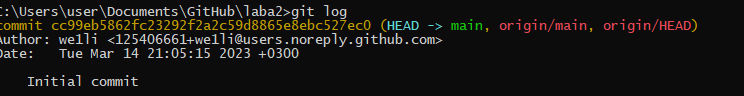 C:\Users\user\Documents\GitHub\laba2>git log
commit cc99eb5862fc23292f2a2c59d8865e8ebc527ec0 (HEAD -> main, origin/main, origin/HEAD)
Author: we1li <125406661+we1li@users.noreply.github.com>
Date:   Tue Mar 14 21:05:15 2023 +0300
    Initial commit